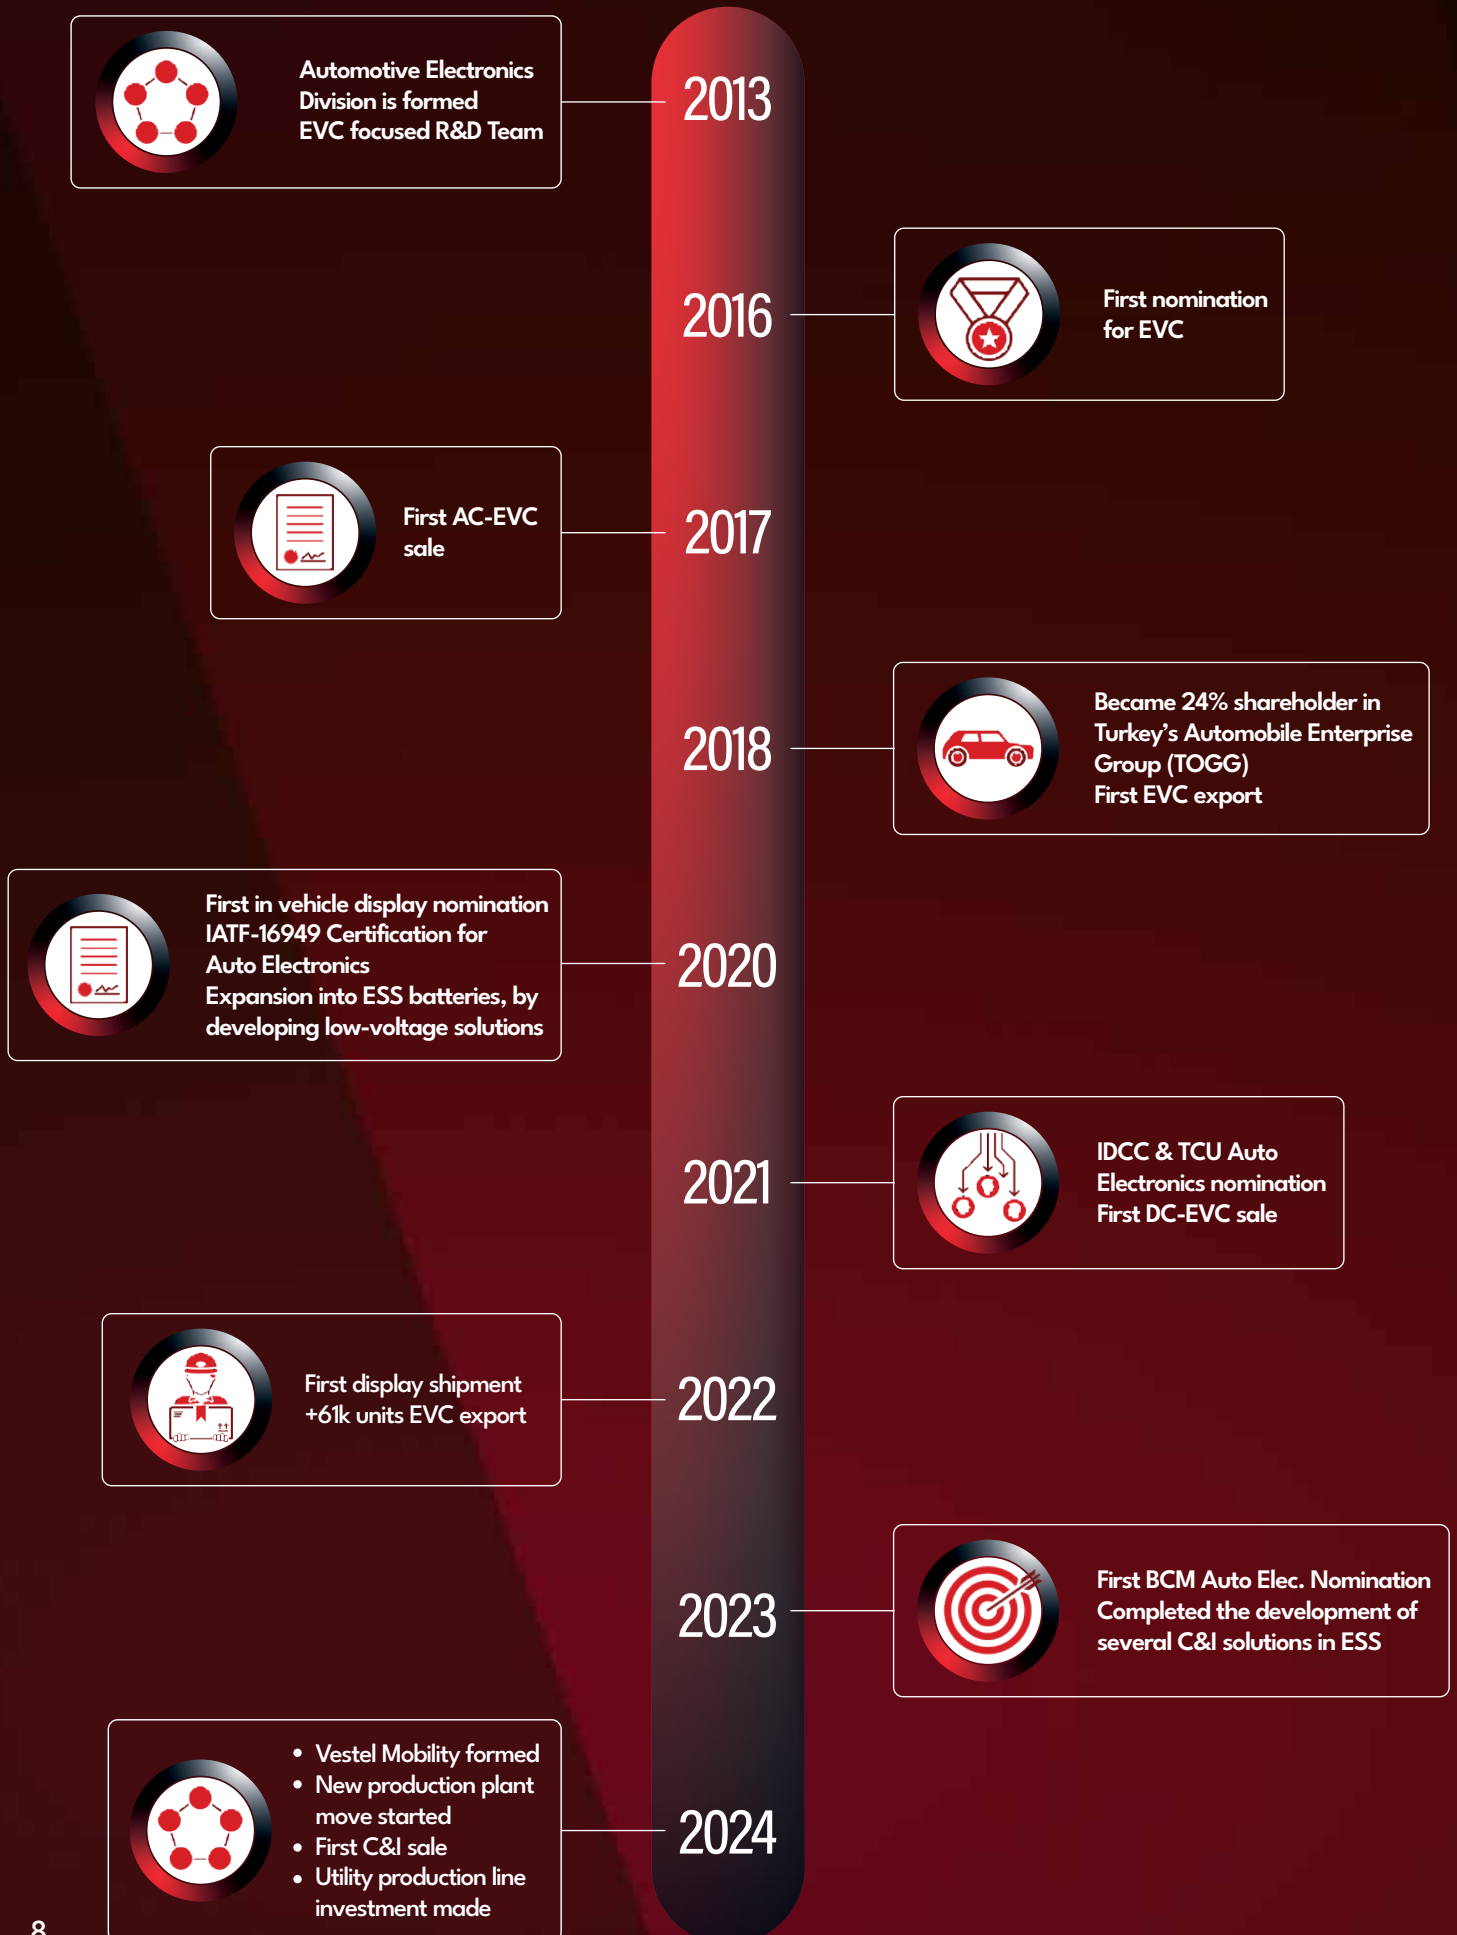 Automotive Electronics
Division is formed
EVC focused R&D Team
2013
2016
First nomination
for EVC
First AC-EVC
sale
2017
2018
Became 24% shareholder in
Turkey’s Automobile Enterprise
Group (TOGG)
First EVC export
First in vehicle display nomination
IATF-16949 Certification for
Auto Electronics
Expansion into ESS batteries, by
developing low-voltage solutions
2020
2021
IDCC & TCU Auto
Electronics nomination
First DC-EVC sale
First display shipment
+61k units EVC export
2022
2023
First BCM Auto Elec. Nomination
Completed the development of
several C&I solutions in ESS
• Vestel Mobility formed
• New production plant
move started
• First C&I sale
• Utility production line
investment made
2024
8